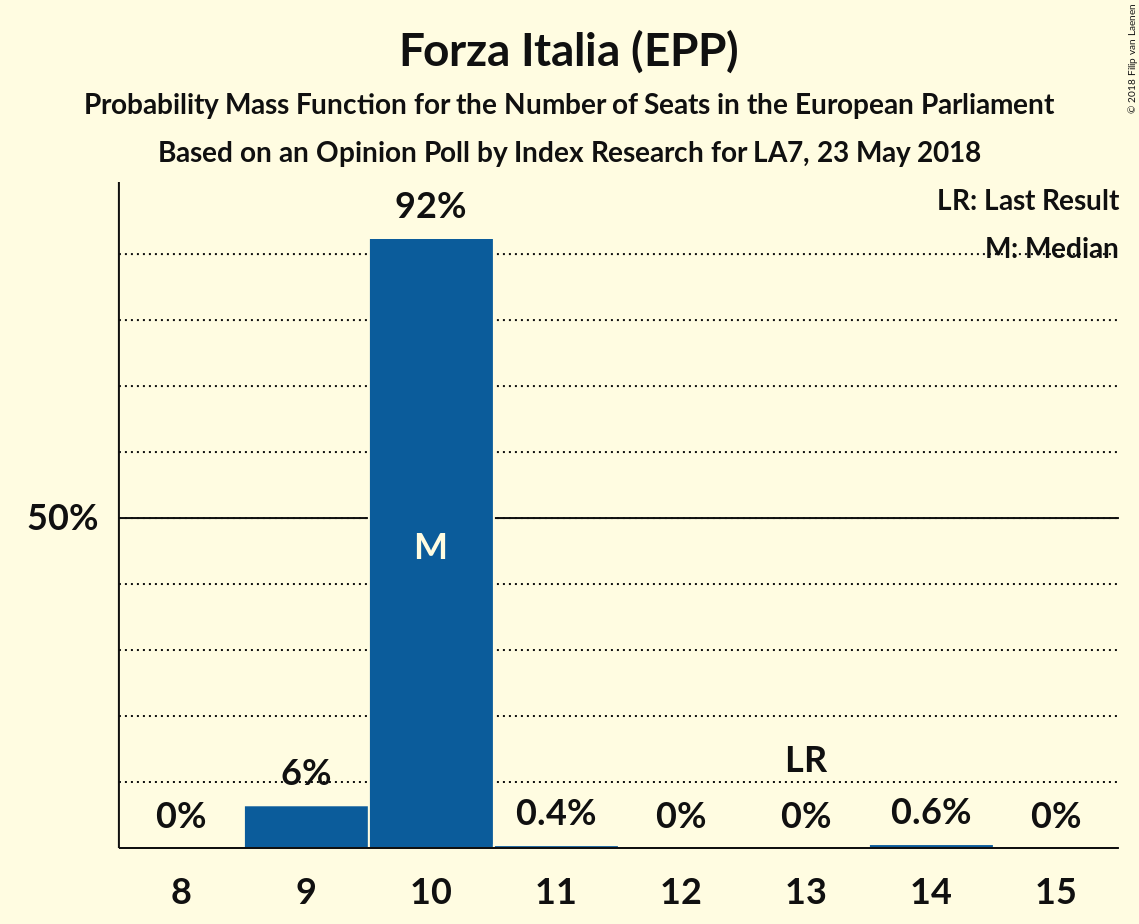 Forza Italia (EPP)
Probability Mass Function for the Number of Seats in the European Parliament
Based on an Opinion Poll by Index Research for LA7, 23 May 2018
© 2018 Filip van Laenen
LR: Last Result
M: Median
92%
50%
M
LR
6%
0%
0.4%
0%
0%
0.6%
0%
8 9 10 11 12 13 14 15